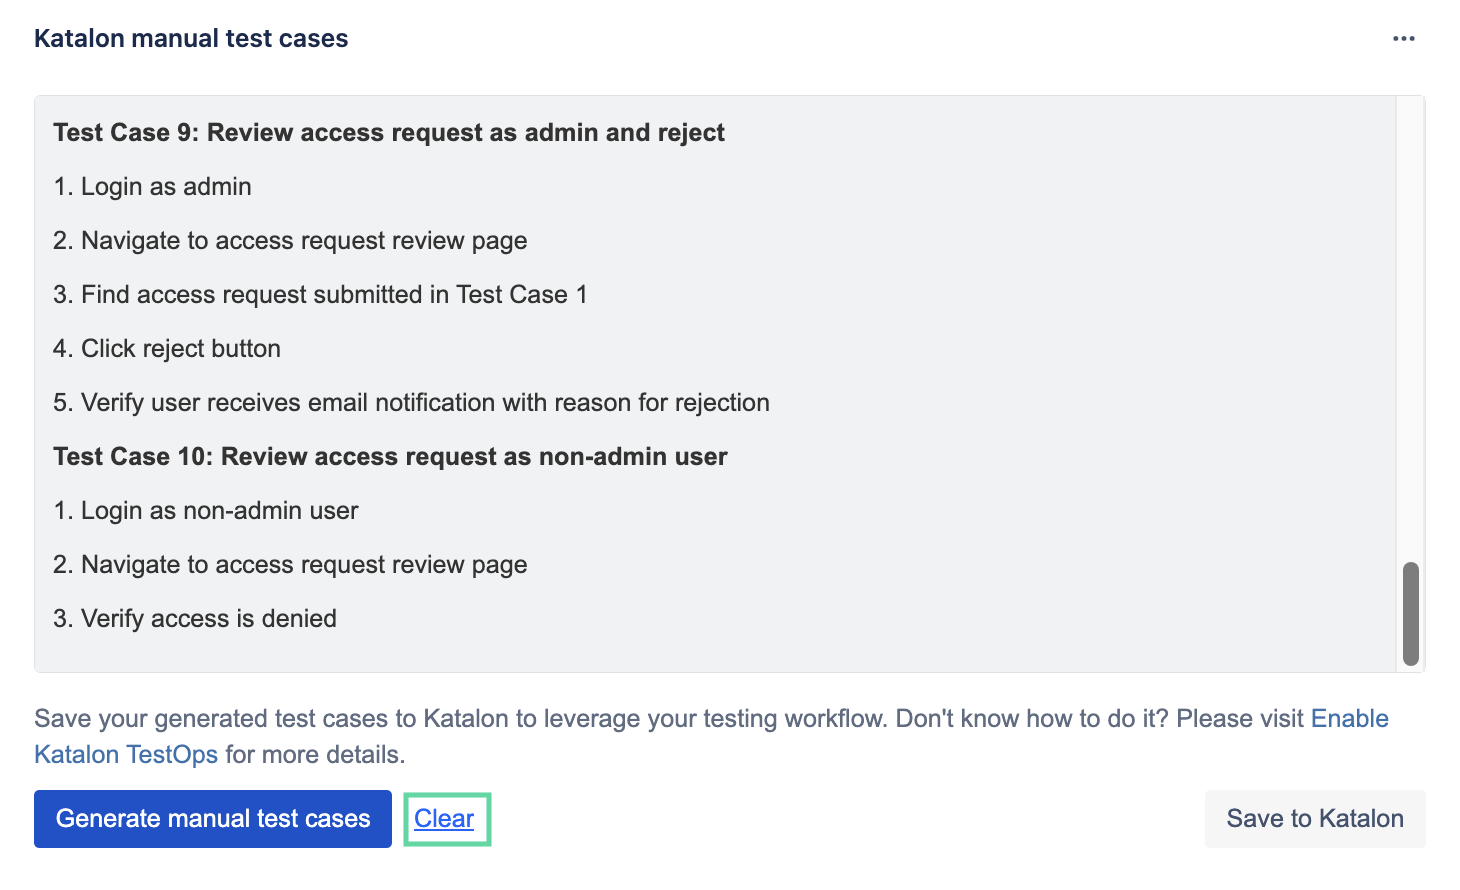 Katalon manual test cases
Test Case 9: Review access request as admin and reject
1. Login as admin
2. Navigate to access request review page
3. Find access request submitted in Test Case 1
4. Click reject button
5. Verify user receives email notification with reason for rejection
Test Case 10: Review access request as non-admin user
1. Login as non-admin user
2. Navigate to access request review page
3. Verify access is denied
Save your generated test cases to Katalon to leverage your testing workflow. Don't know how to do it? Please visit Enable
Katalon TestOps for more details.
Generate manual test cases Clear Save to Katalon